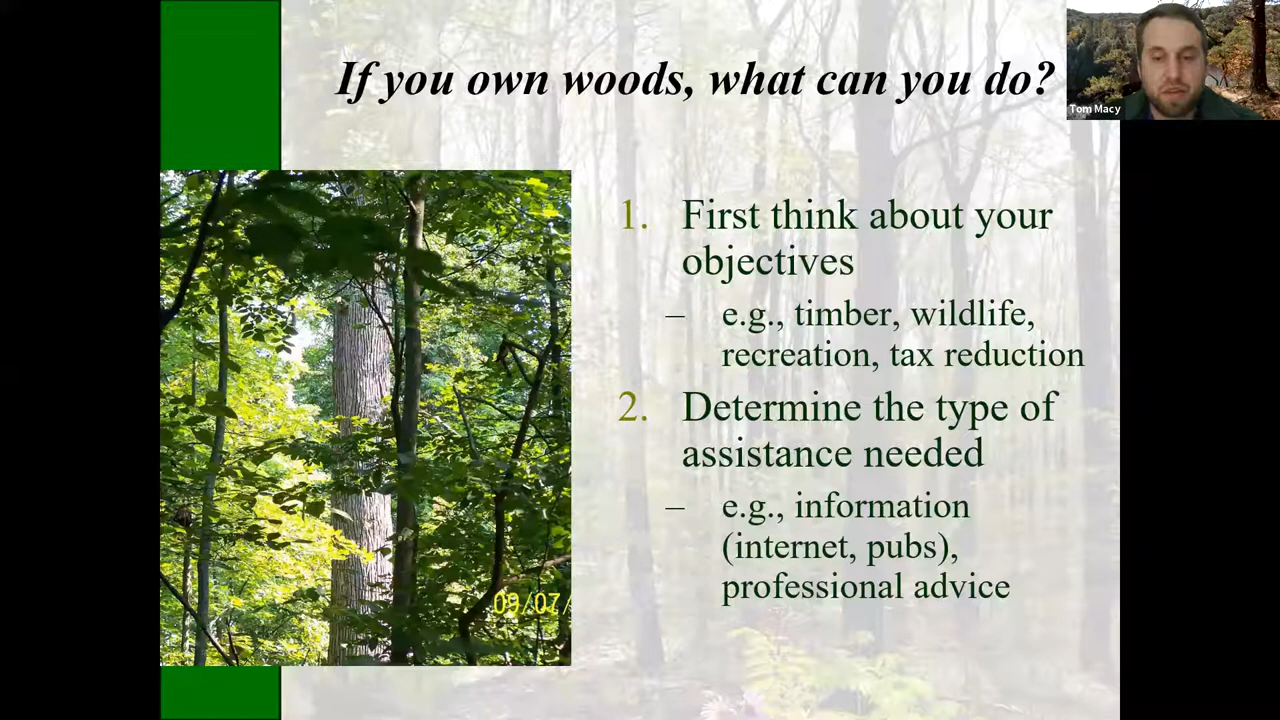 If you own woods, what can you do?
Tom Macy
1. First think about your
objectives
– e.g., timber, wildlife,
recreation, tax reduction
2. Determine the type of
assistance needed
– e.g., information
(internet, pubs),
professional advice
09/07/